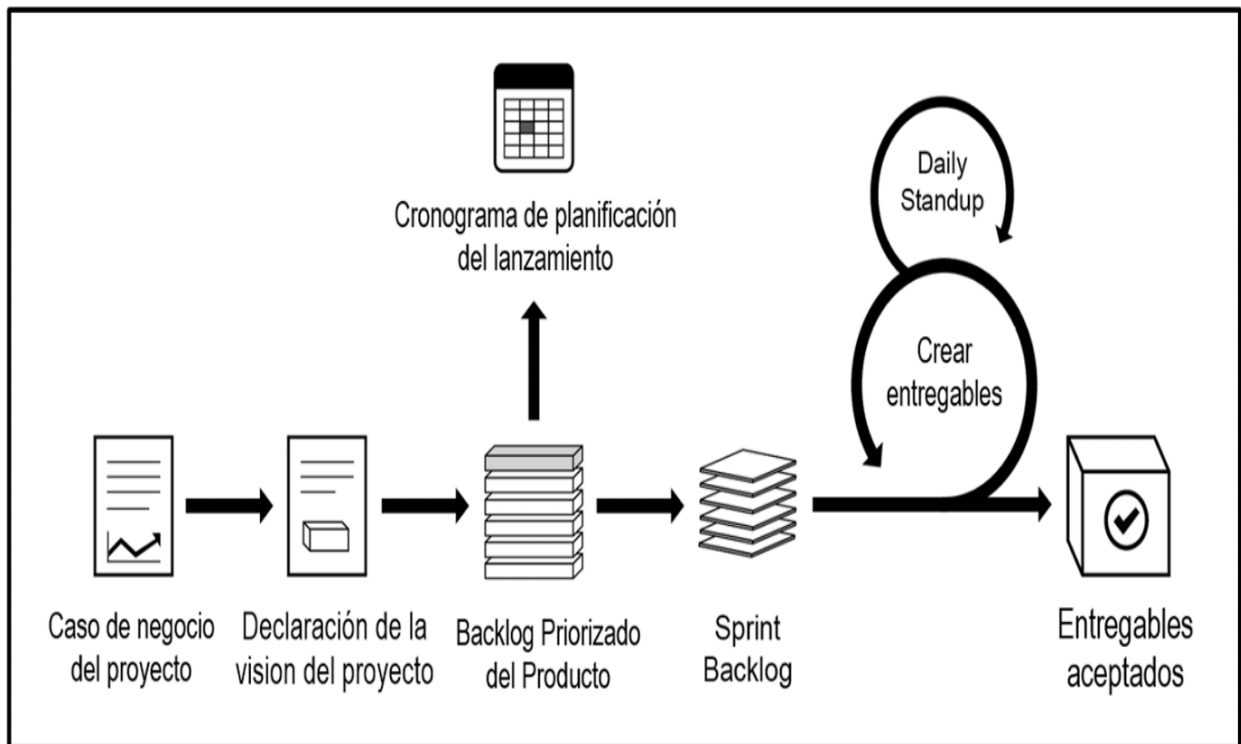 Cronograma de planificación
del lanzamiento
Daily
Standup
Crear
entregables
Caso de negocio
del proyecto
Declaración de la
vision del proyecto
Backlog Priorizado
del Producto
Sprint
Backlog
Entregables
aceptados